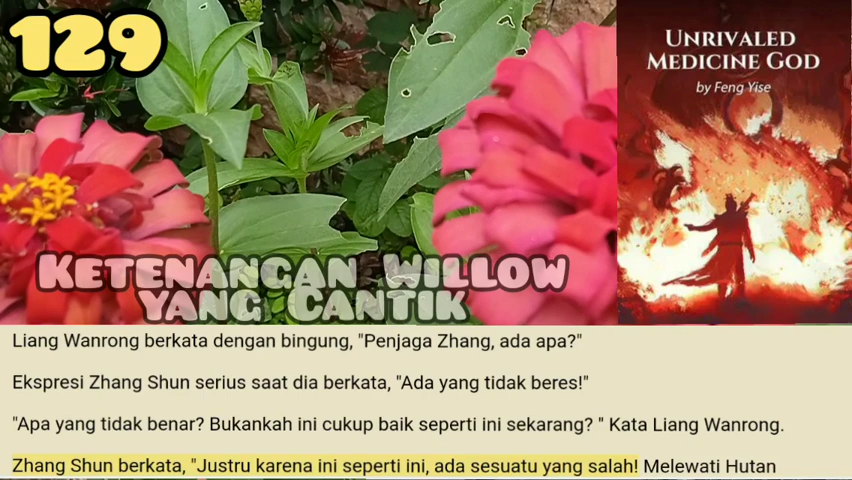 129
UNRIVALED
MEDICINE GOD
by Feng Yise
KETENANGAN WILLOW
YANG CANTIK
Liang Wanrong berkata dengan bingung, "Penjaga Zhang, ada apa?"
Ekspresi Zhang Shun serius saat dia berkata, "Ada yang tidak beres!"
"Apa yang tidak benar? Bukankah ini cukup baik seperti ini sekarang? " Kata Liang Wanrong.
Zhang Shun berkata, "Justru karena ini seperti ini, ada sesuatu yang salah! Melewati Hutan